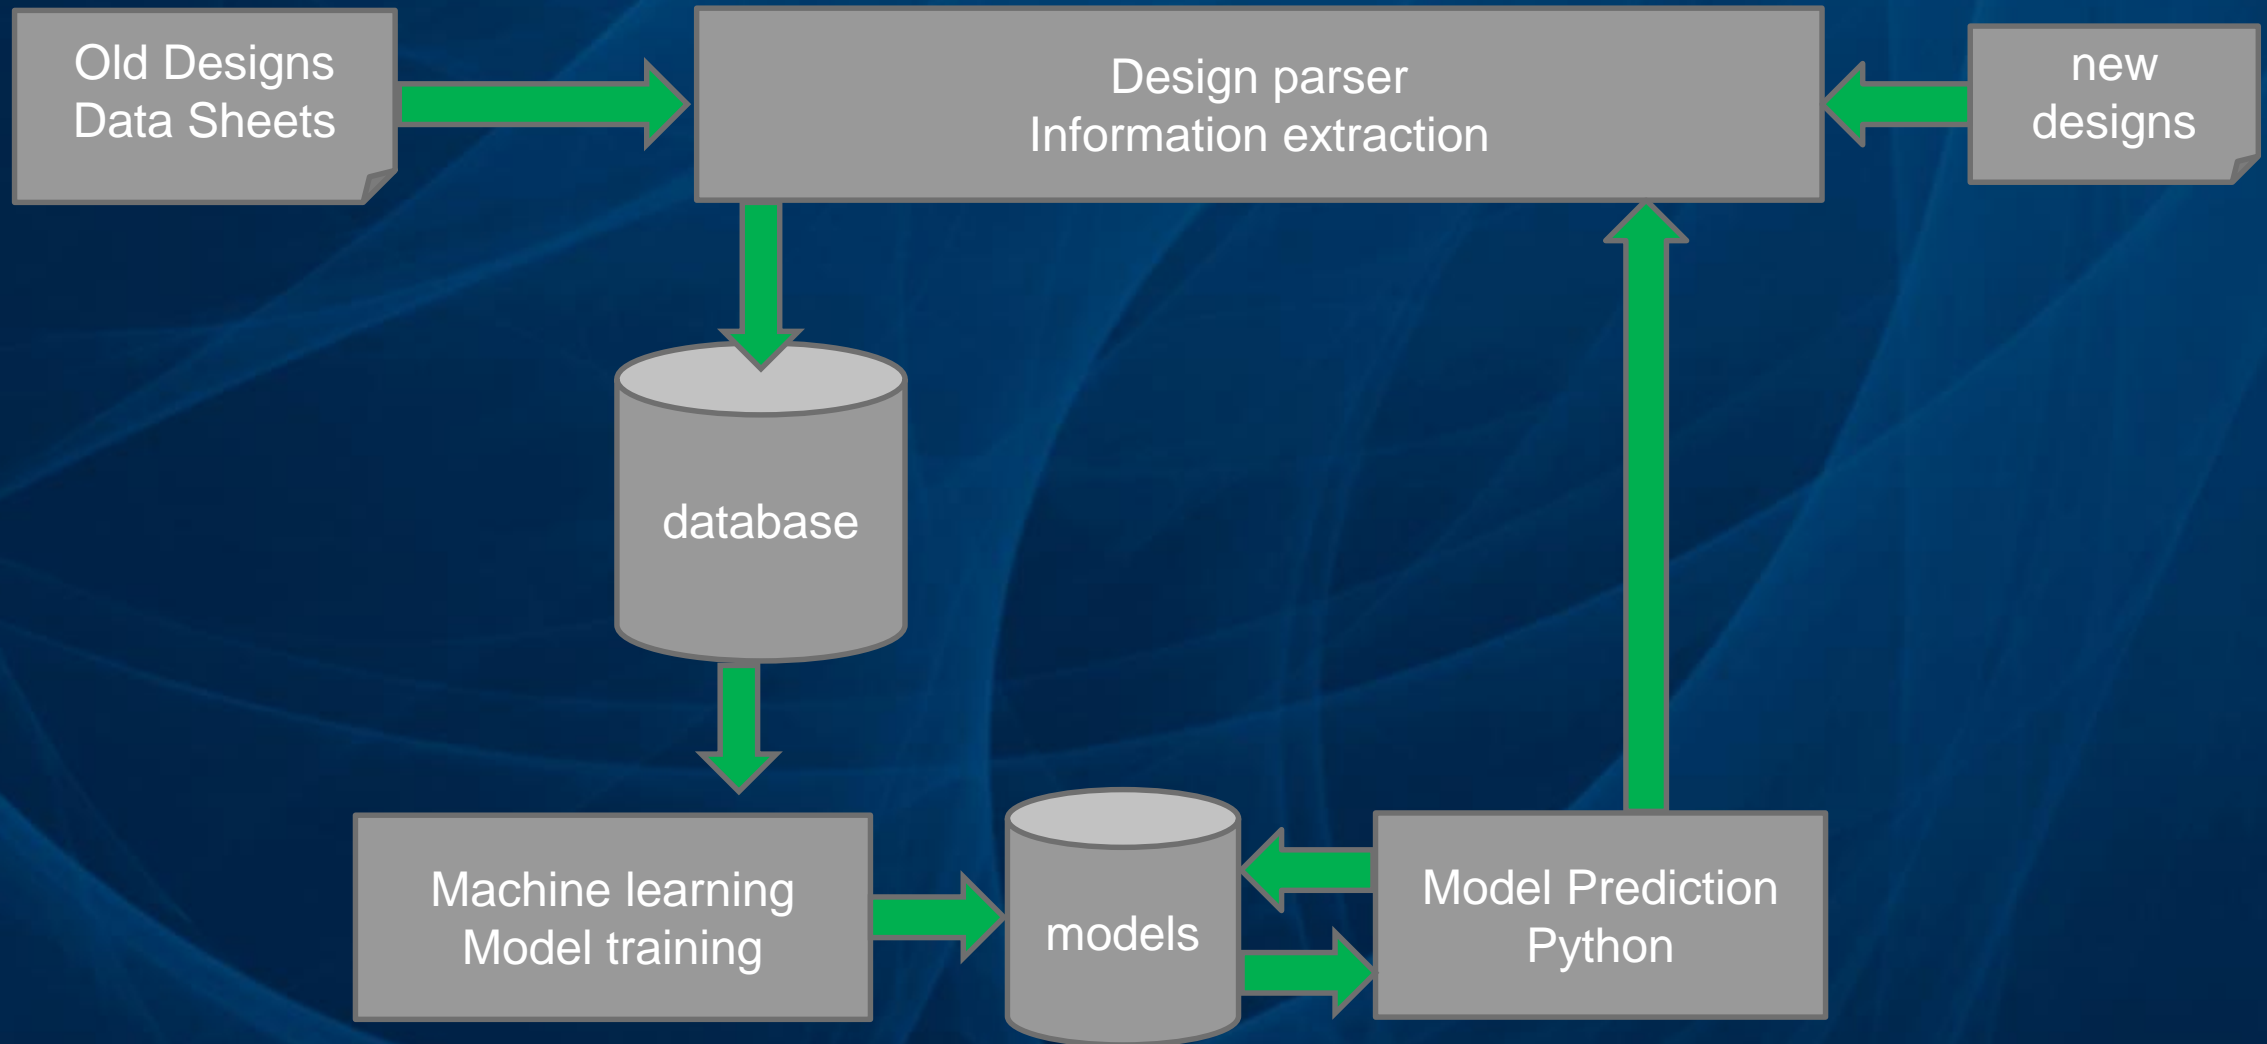 Old Designs
Data Sheets
Design parser
Information extraction
new
designs
database
Machine learning
Model training
models
Model Prediction
Python